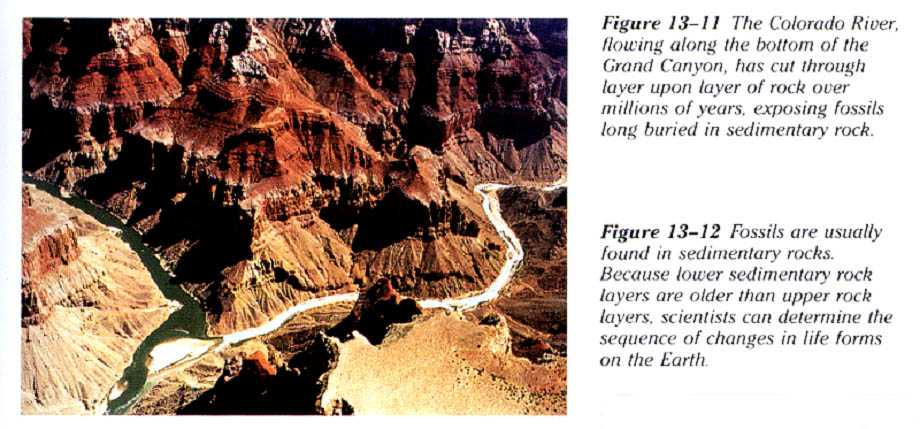 Figure 13–11 The Colorado River,
flowing along the bottom of the
Grand Canyon, has cut through
layer upon layer of rock over
millions of years, exposing fossils
long buried in sedimentary rock.
Figure 13–12 Fossils are usually
found in sedimentary rocks.
Because lower sedimentary rock
layers are older than upper rock
layers, scientists can determine the
sequence of changes in life forms
on the Earth.